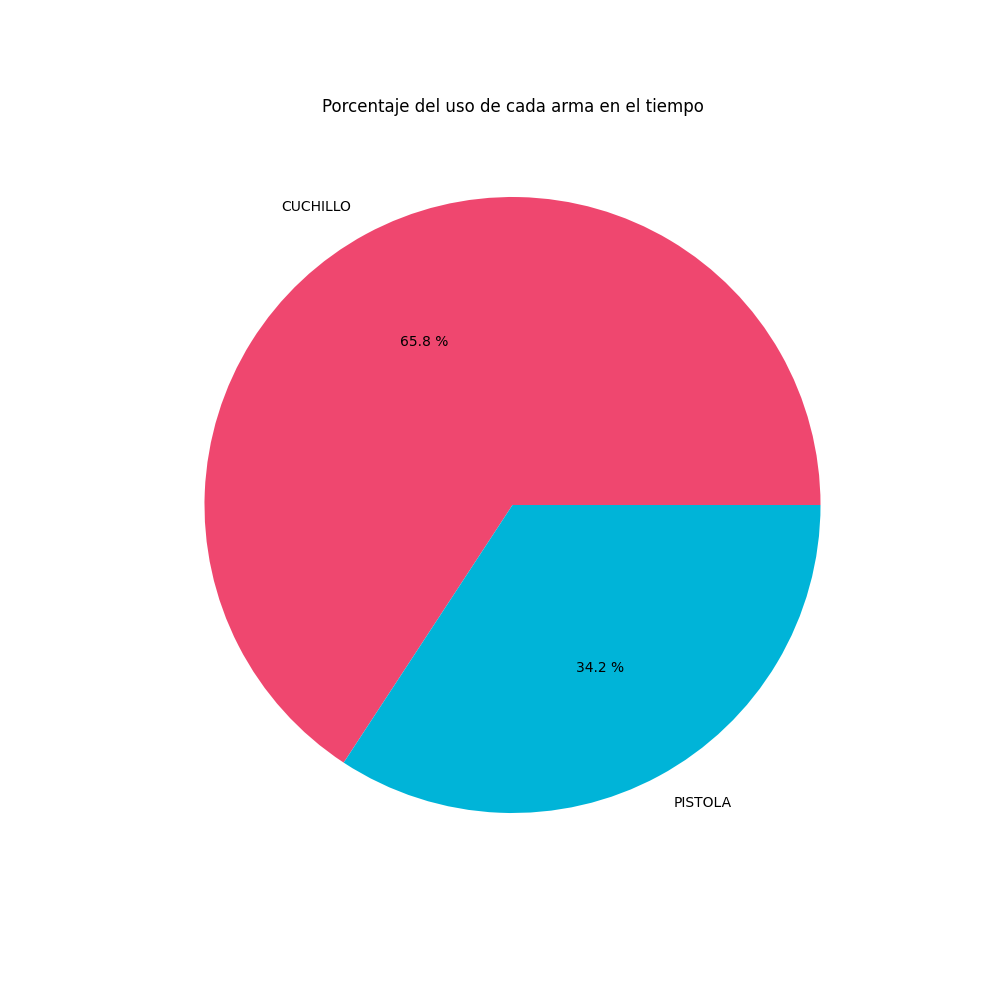 Porcentaje del uso de cada arma en el tiempo
CUCHILLO
65.8 %
34.2 %
PISTOLA